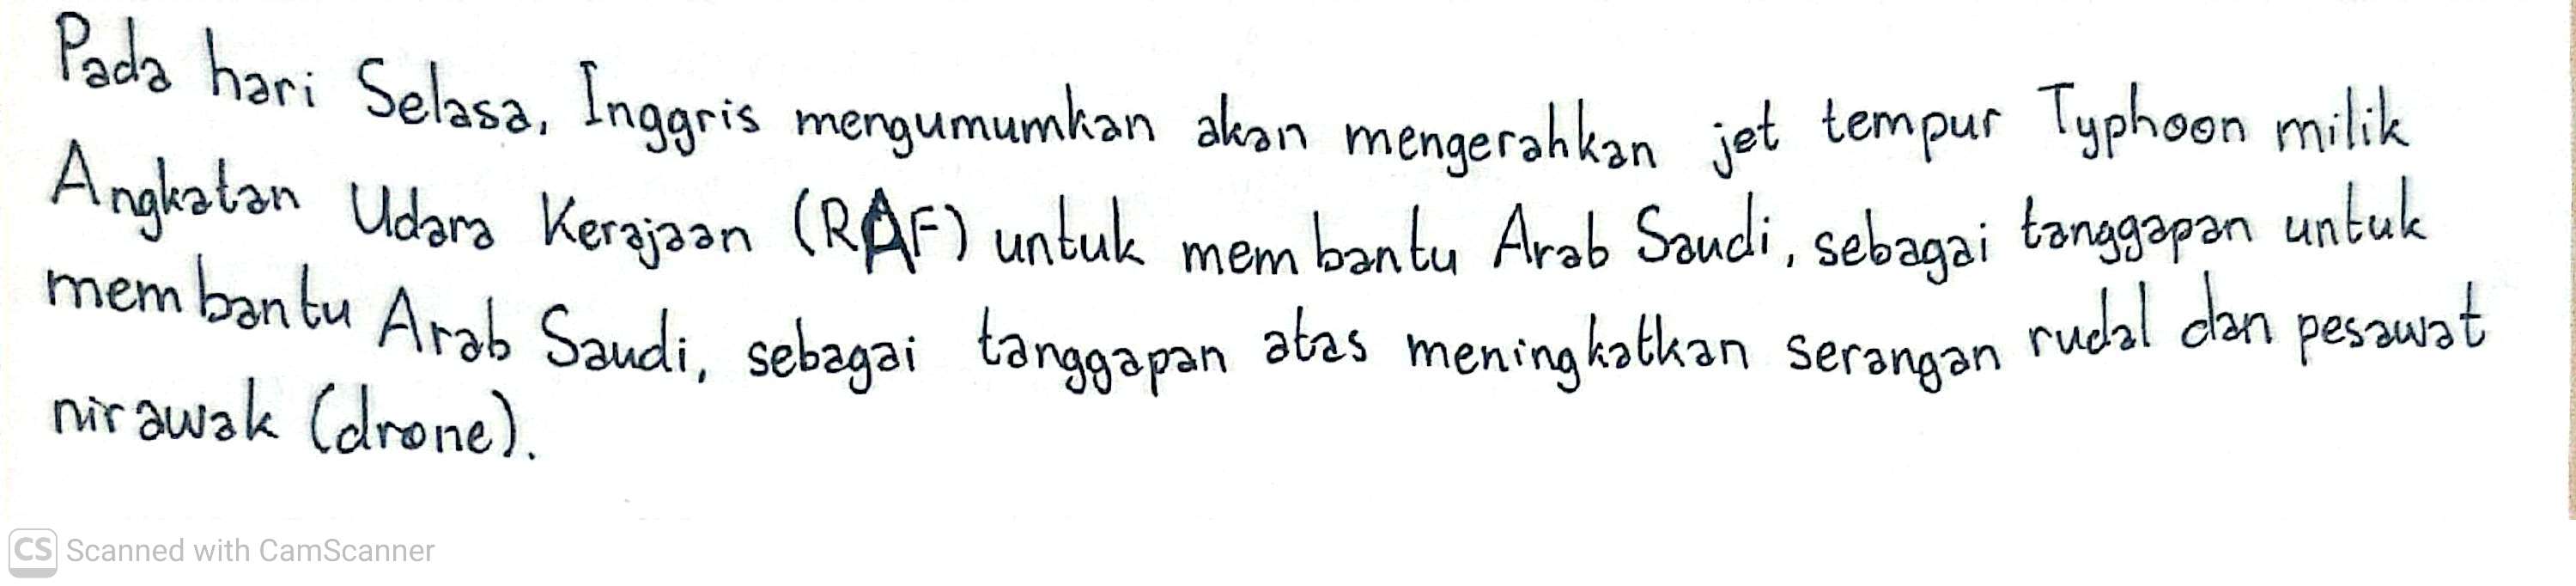 Pada hari Selasa, Inggris mengumumkan akan mengerahkan jet tempur Typhoon milik
Angkatan Udara Kerajaan (RAF) untuk membantu Arab Saudi, sebagai tanggapan untuk
membantu Arab Saudi, sebagai tanggapan atas meningkatkan serangan rudal dan pesawat
nirawak (drone).
CS Scanned with CamScanner